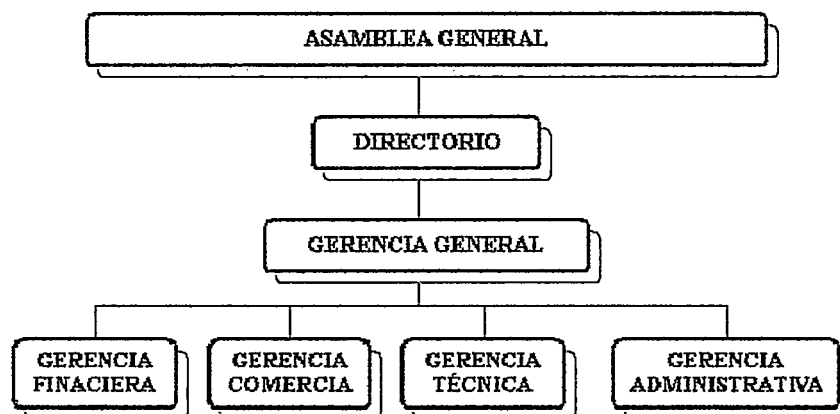 ASAMBLEA GENERAL
DIRECTORIO
GERENCIA GENERAL
GERENCIA
FINACIERA
GERENCIA
COMERCIA
GERENCIA
TÉCNICA
GERENCIA
ADMINISTRATIVA